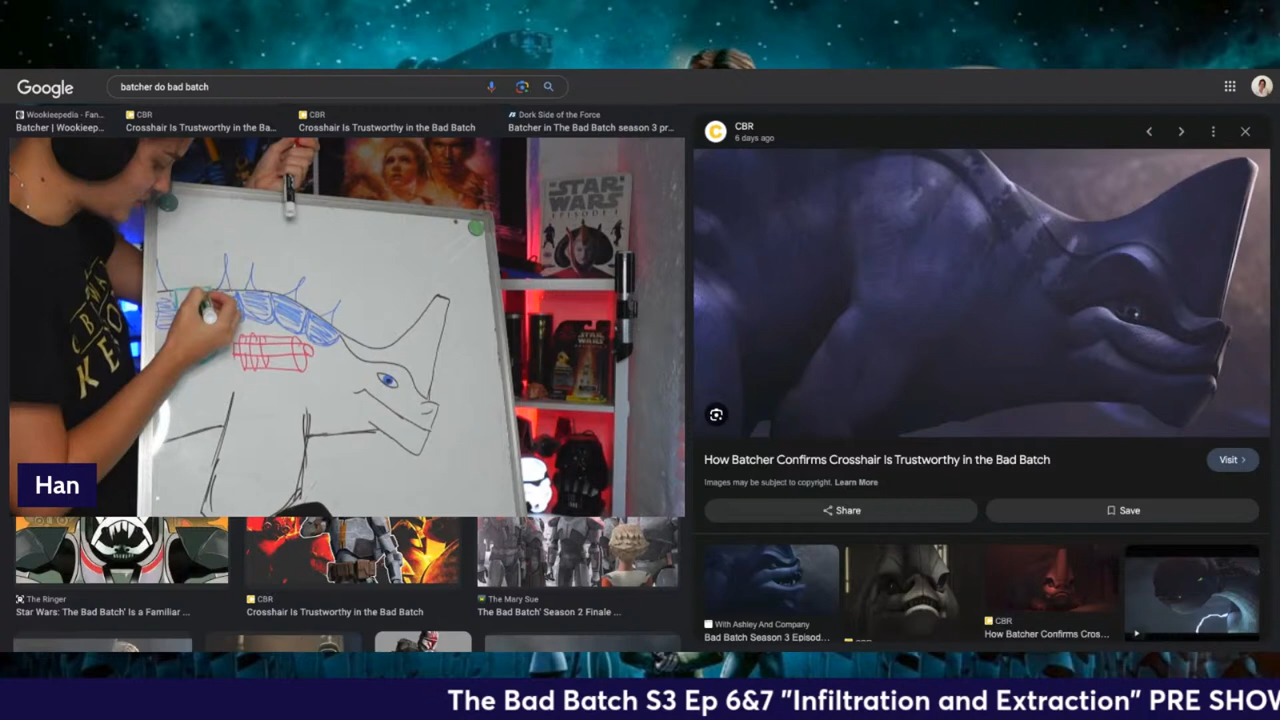 Google
batcher do bad batch
Wookieepedia - Fan...
Batcher | Wookieep...
CBR
Crosshair Is Trustworthy in the Ba...
CBR
Crosshair Is Trustworthy in the Bad Batch
Dork Side of the Force
Batcher in The Bad Batch season 3 pr...
CBR
6 days ago
STAR
WARS
EPISODE I
STAR
WARS
Han
How Batcher Confirms Crosshair Is Trustworthy in the Bad Batch
Visit
Images may be subject to copyright. Learn More
Share
Save
The Ringer
Star Wars: The Bad Batch' Is a Familiar ...
CBR
Crosshair Is Trustworthy in the Bad Batch
The Mary Sue
'The Bad Batch' Season 2 Finale ...
With Ashley And Company
Bad Batch Season 3 Episod...
CBR
How Batcher Confirms Cros...
The Bad Batch S3 Ep 6&7 "Infiltration and Extraction" PRE SHOW